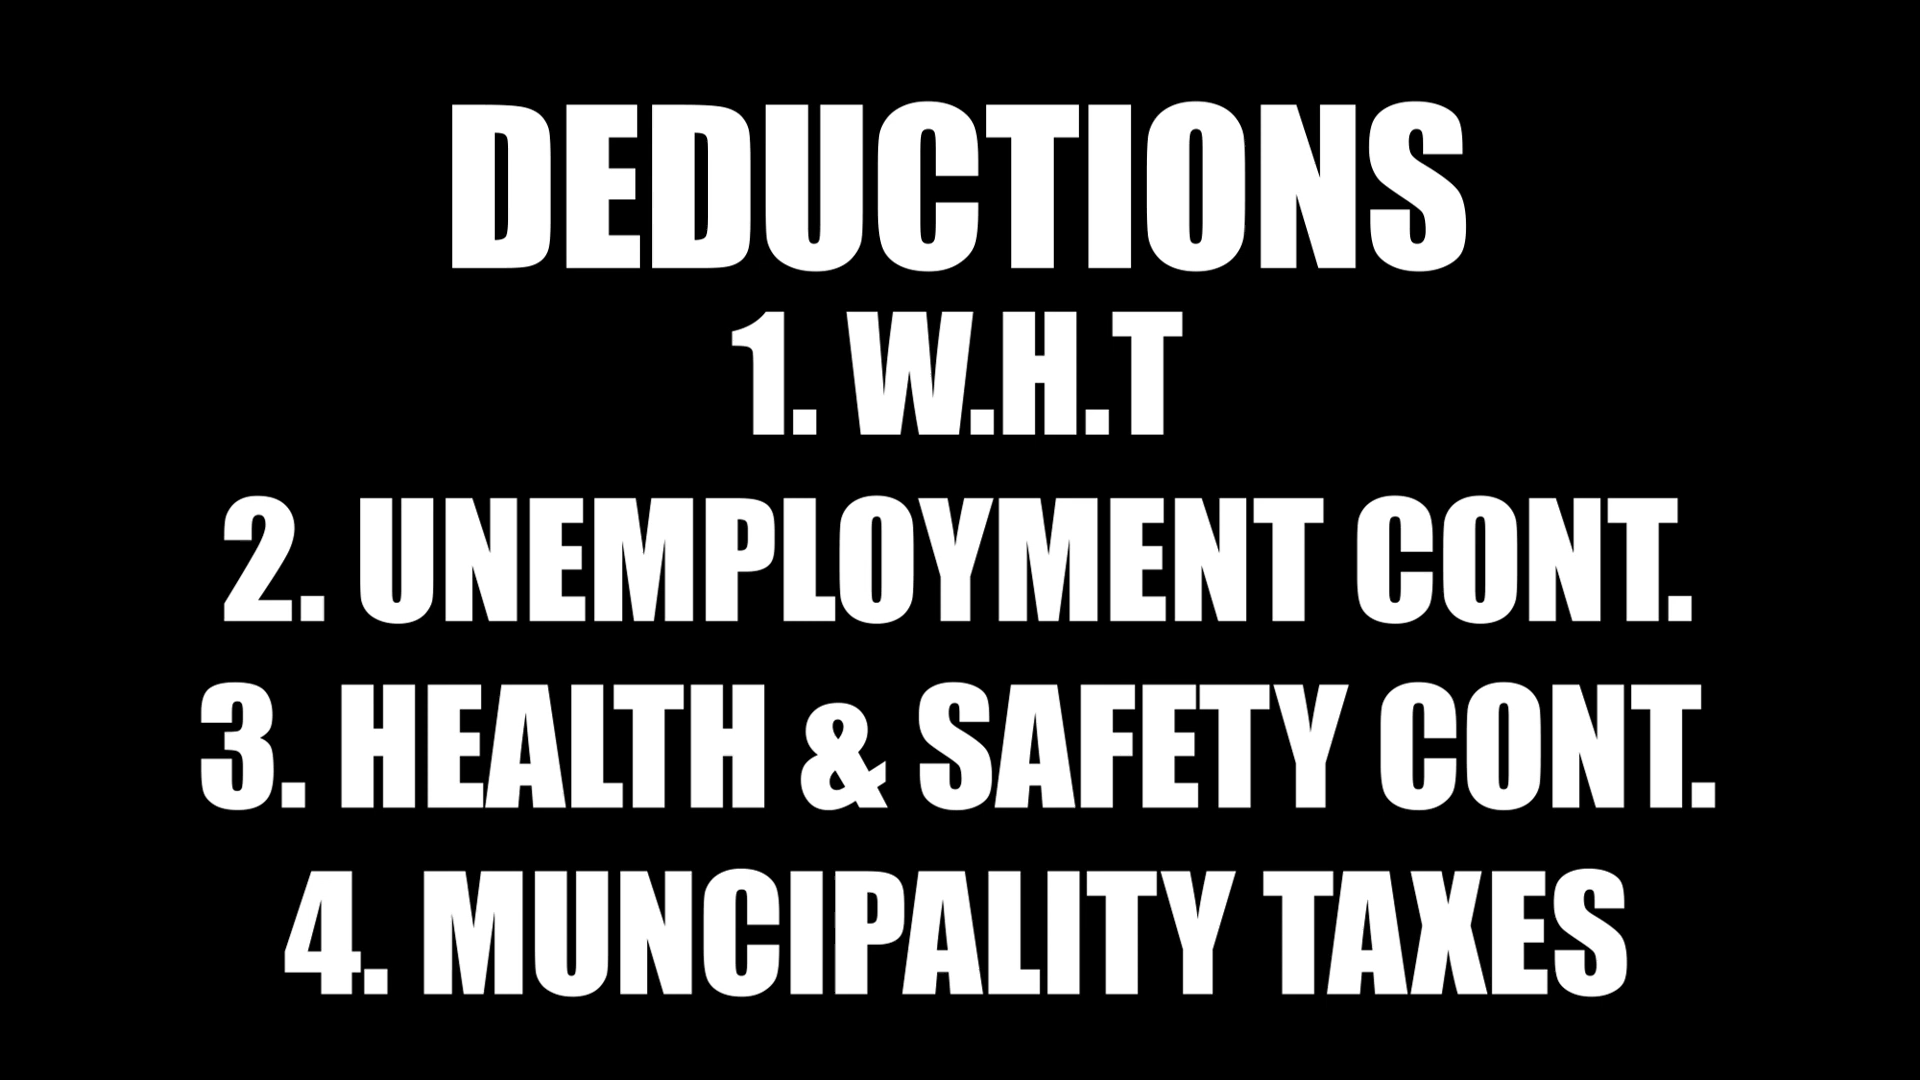 DEDUCTIONS
1. W.H.T
2. UNEMPLOYMENT CONT.
3. HEALTH & SAFETY CONT.
4. MUNCIPALITY TAXES